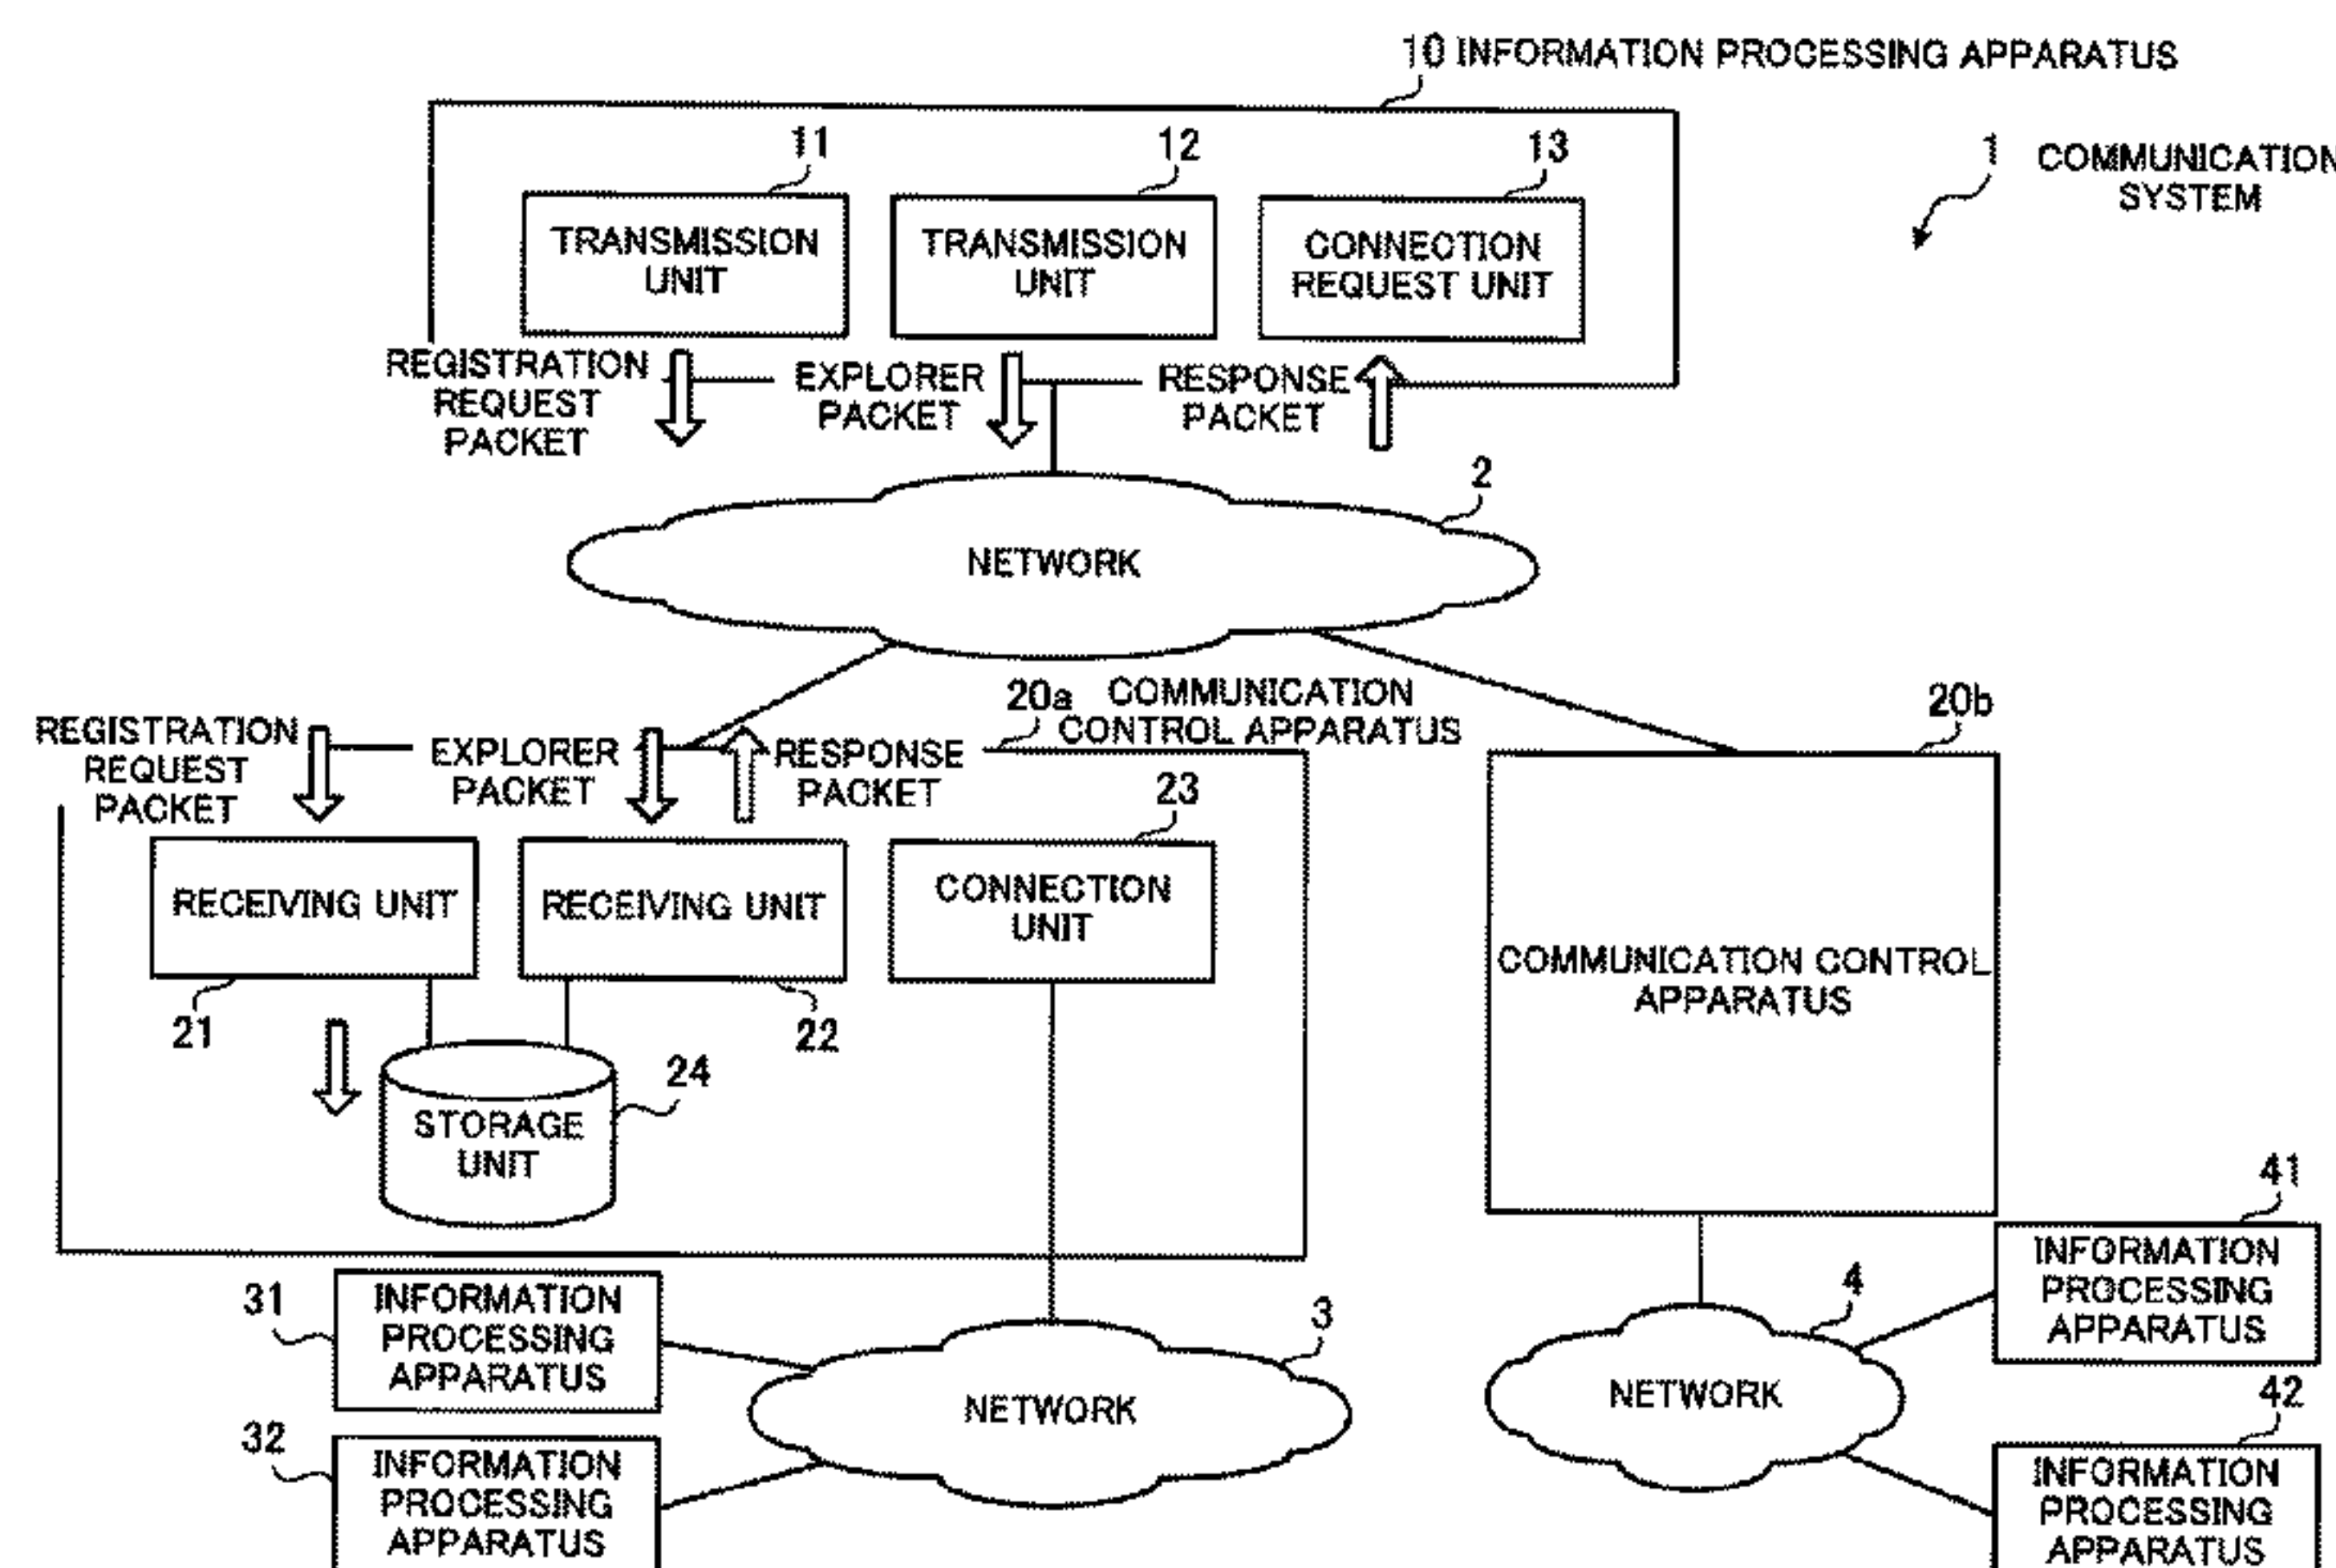 10 INFORMATION PROCESSING APPARATUS
1 COMMUNICATION
SYSTEM
11
12
13
TRANSMISSION
UNIT
TRANSMISSION
UNIT
CONNECTION
REQUEST UNIT
REGISTRATION
REQUEST
PACKET
EXPLORER
PACKET
RESPONSE
PACKET
2
NETWORK
20a COMMUNICATION
CONTROL APPARATUS
20b
REGISTRATION
REQUEST
PACKET
EXPLORER
PACKET
RESPONSE
PACKET
23
RECEIVING UNIT
RECEIVING UNIT
CONNECTION
UNIT
21
22
24
STORAGE
UNIT
COMMUNICATION CONTROL
APPARATUS
31
INFORMATION
PROCESSING
APPARATUS
32
INFORMATION
PROCESSING
APPARATUS
3
NETWORK
4
NETWORK
41
INFORMATION
PROCESSING
APPARATUS
42
INFORMATION
PROCESSING
APPARATUS